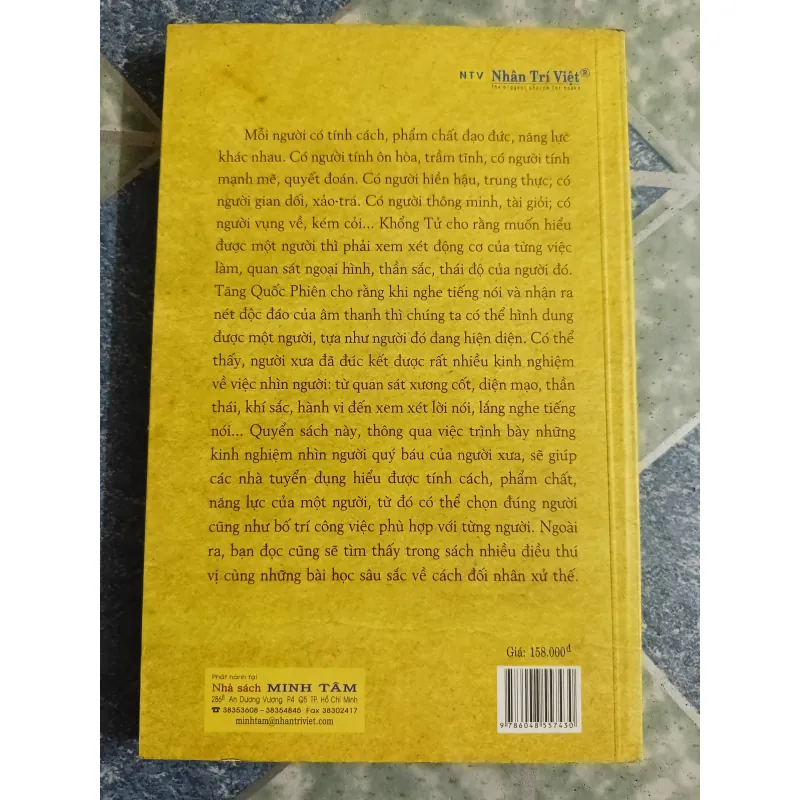 NTV Nhân Trí Việt®
The biggest choice for books
Mỗi người có tính cách, phẩm chất đạo đức, năng lực
khác nhau. Có người tính ôn hòa, trầm tĩnh, có người tính
mạnh mẽ, quyết đoán. Có người hiền hậu, trung thực; có
người gian dối, xảo trá. Có người thông minh, tài giỏi; có
người vụng về, kém cỏi... Khổng Tử cho rằng muốn hiểu
được một người thì phải xem xét động cơ của từng việc
làm, quan sát ngoại hình, thần sắc, thái độ của người đó.
Tăng Quốc Phiên cho rằng khi nghe tiếng nói và nhận ra
nét độc đáo của âm thanh thì chúng ta có thể hình dung
được một người, tựa như người đó đang hiện diện. Có thể
thấy, người xưa đã đúc kết được rất nhiều kinh nghiệm
về việc nhìn người: từ quan sát xương cốt, diện mạo, thần
thái, khí sắc, hành vi đến xem xét lời nói, lắng nghe tiếng
nói... Quyển sách này, thông qua việc trình bày những
kinh nghiệm nhìn người quý báu của người xưa, sẽ giúp
các nhà tuyển dụng hiểu được tính cách, phẩm chất,
năng lực của một người, từ đó có thể chọn đúng người
cũng như bố trí công việc phù hợp với từng người. Ngoài
ra, bạn đọc cũng sẽ tìm thấy trong sách nhiều điều thú
vị cùng những bài học sâu sắc về cách đối nhân xử thế.
Giá: 158.000đ
Phát hành tại
Nhà sách MINH TÂM
286B An Dương Vương P4 Q5 TP. Hồ Chí Minh
☎ 38353608 - 38354845 Fax 38302417
minhtam@nhantriviet.com
9 786048 537430